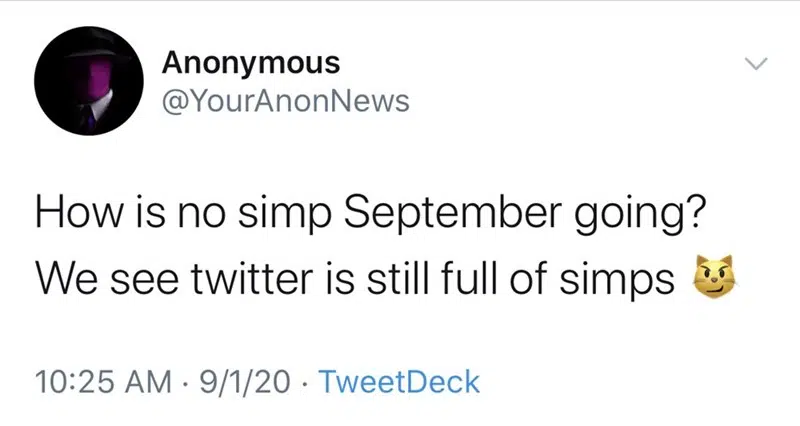 Anonymous
@YourAnonNews
How is no simp September going?
We see twitter is still full of simps 😼
10:25 AM · 9/1/20 · TweetDeck